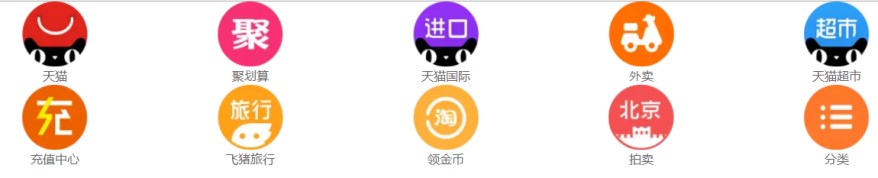 聚
进口
超市
天猫
聚划算
天猫国际
外卖
天猫超市
充
旅行
淘
北京
充值中心
飞猪旅行
领金币
拍卖
分类